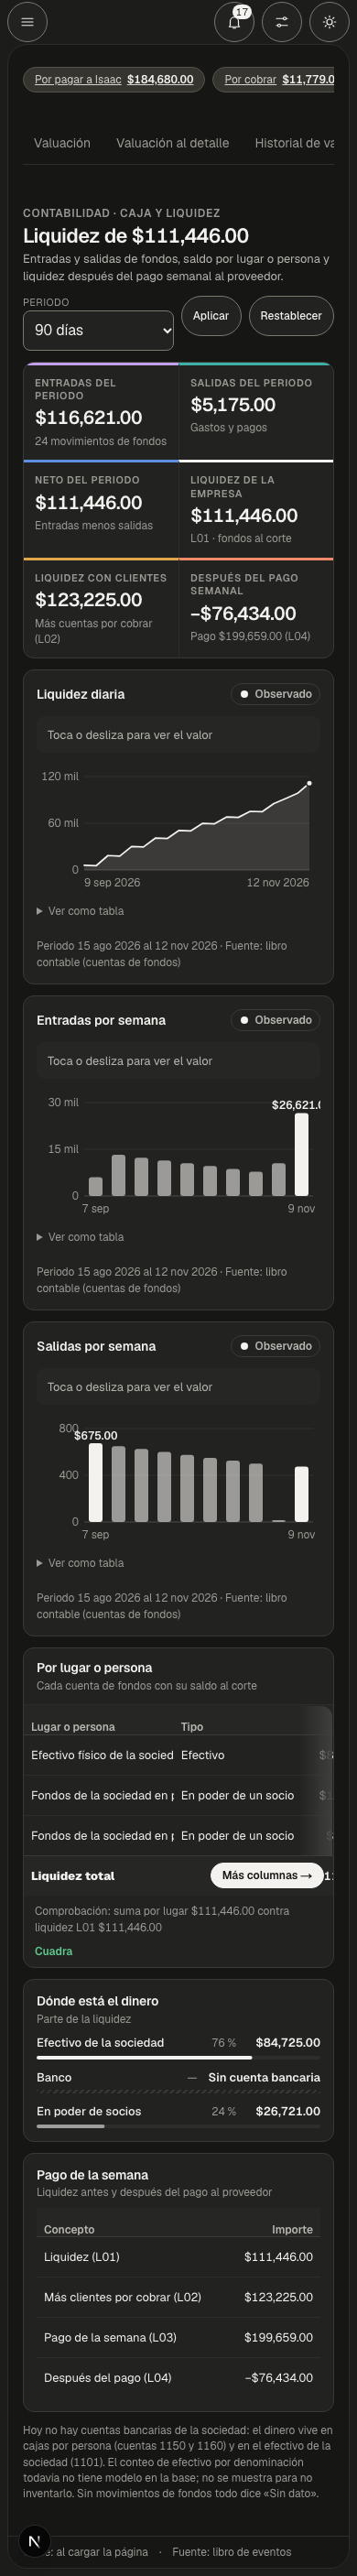 17
Por pagar a Isaac $184,680.00
Por cobrar $11,779.0
Valuación Valuación al detalle Historial de va
CONTABILIDAD · CAJA Y LIQUIDEZ
Liquidez de $111,446.00
Entradas y salidas de fondos, saldo por lugar o persona y
liquidez después del pago semanal al proveedor.
PERIODO
90 días
Aplicar
Restablecer
ENTRADAS DEL
PERIODO
$116,621.00
24 movimientos de fondos
SALIDAS DEL PERIODO
$5,175.00
Gastos y pagos
NETO DEL PERIODO
$111,446.00
Entradas menos salidas
LIQUIDEZ DE LA
EMPRESA
$111,446.00
L01 · fondos al corte
LIQUIDEZ CON CLIENTES
$123,225.00
Más cuentas por cobrar
(L02)
DESPUÉS DEL PAGO
SEMANAL
−$76,434.00
Pago $199,659.00 (L04)
Liquidez diaria
Observado
Toca o desliza para ver el valor
120 mil
60 mil
0
9 sep 2026 12 nov 2026
Ver como tabla
Periodo 15 ago 2026 al 12 nov 2026 · Fuente: libro
contable (cuentas de fondos)
Entradas por semana
Observado
Toca o desliza para ver el valor
30 mil
$26,621.0
15 mil
0
7 sep 9 nov
Ver como tabla
Periodo 15 ago 2026 al 12 nov 2026 · Fuente: libro
contable (cuentas de fondos)
Salidas por semana
Observado
Toca o desliza para ver el valor
800
$675.00
400
0
7 sep 9 nov
Ver como tabla
Periodo 15 ago 2026 al 12 nov 2026 · Fuente: libro
contable (cuentas de fondos)
Por lugar o persona
Cada cuenta de fondos con su saldo al corte
Lugar o persona Tipo
Efectivo físico de la socied Efectivo
Fondos de la sociedad en p En poder de un socio
Fondos de la sociedad en p En poder de un socio
Liquidez total
Más columnas →
Comprobación: suma por lugar $111,446.00 contra
liquidez L01 $111,446.00
Cuadra
Dónde está el dinero
Parte de la liquidez
Efectivo de la sociedad 76 % $84,725.00
Banco — Sin cuenta bancaria
En poder de socios 24 % $26,721.00
Pago de la semana
Liquidez antes y después del pago al proveedor
Concepto Importe
Liquidez (L01) $111,446.00
Más clientes por cobrar (L02) $123,225.00
Pago de la semana (L03) $199,659.00
Después del pago (L04) −$76,434.00
Hoy no hay cuentas bancarias de la sociedad: el dinero vive en
cajas por persona (cuentas 1150 y 1160) y en el efectivo de la
sociedad (1101). El conteo de efectivo por denominación
todavía no tiene modelo en la base; no se muestra para no
inventarlo. Sin movimientos de fondos todo dice «Sin dato».
N
: al cargar la página · Fuente: libro de eventos